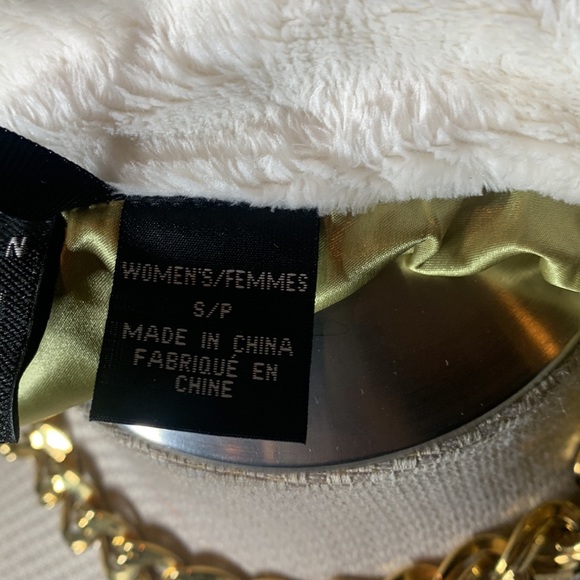 N
WOMEN'S/FEMMES
S/P
MADE IN CHINA
FABRIQUÉ EN
CHINE